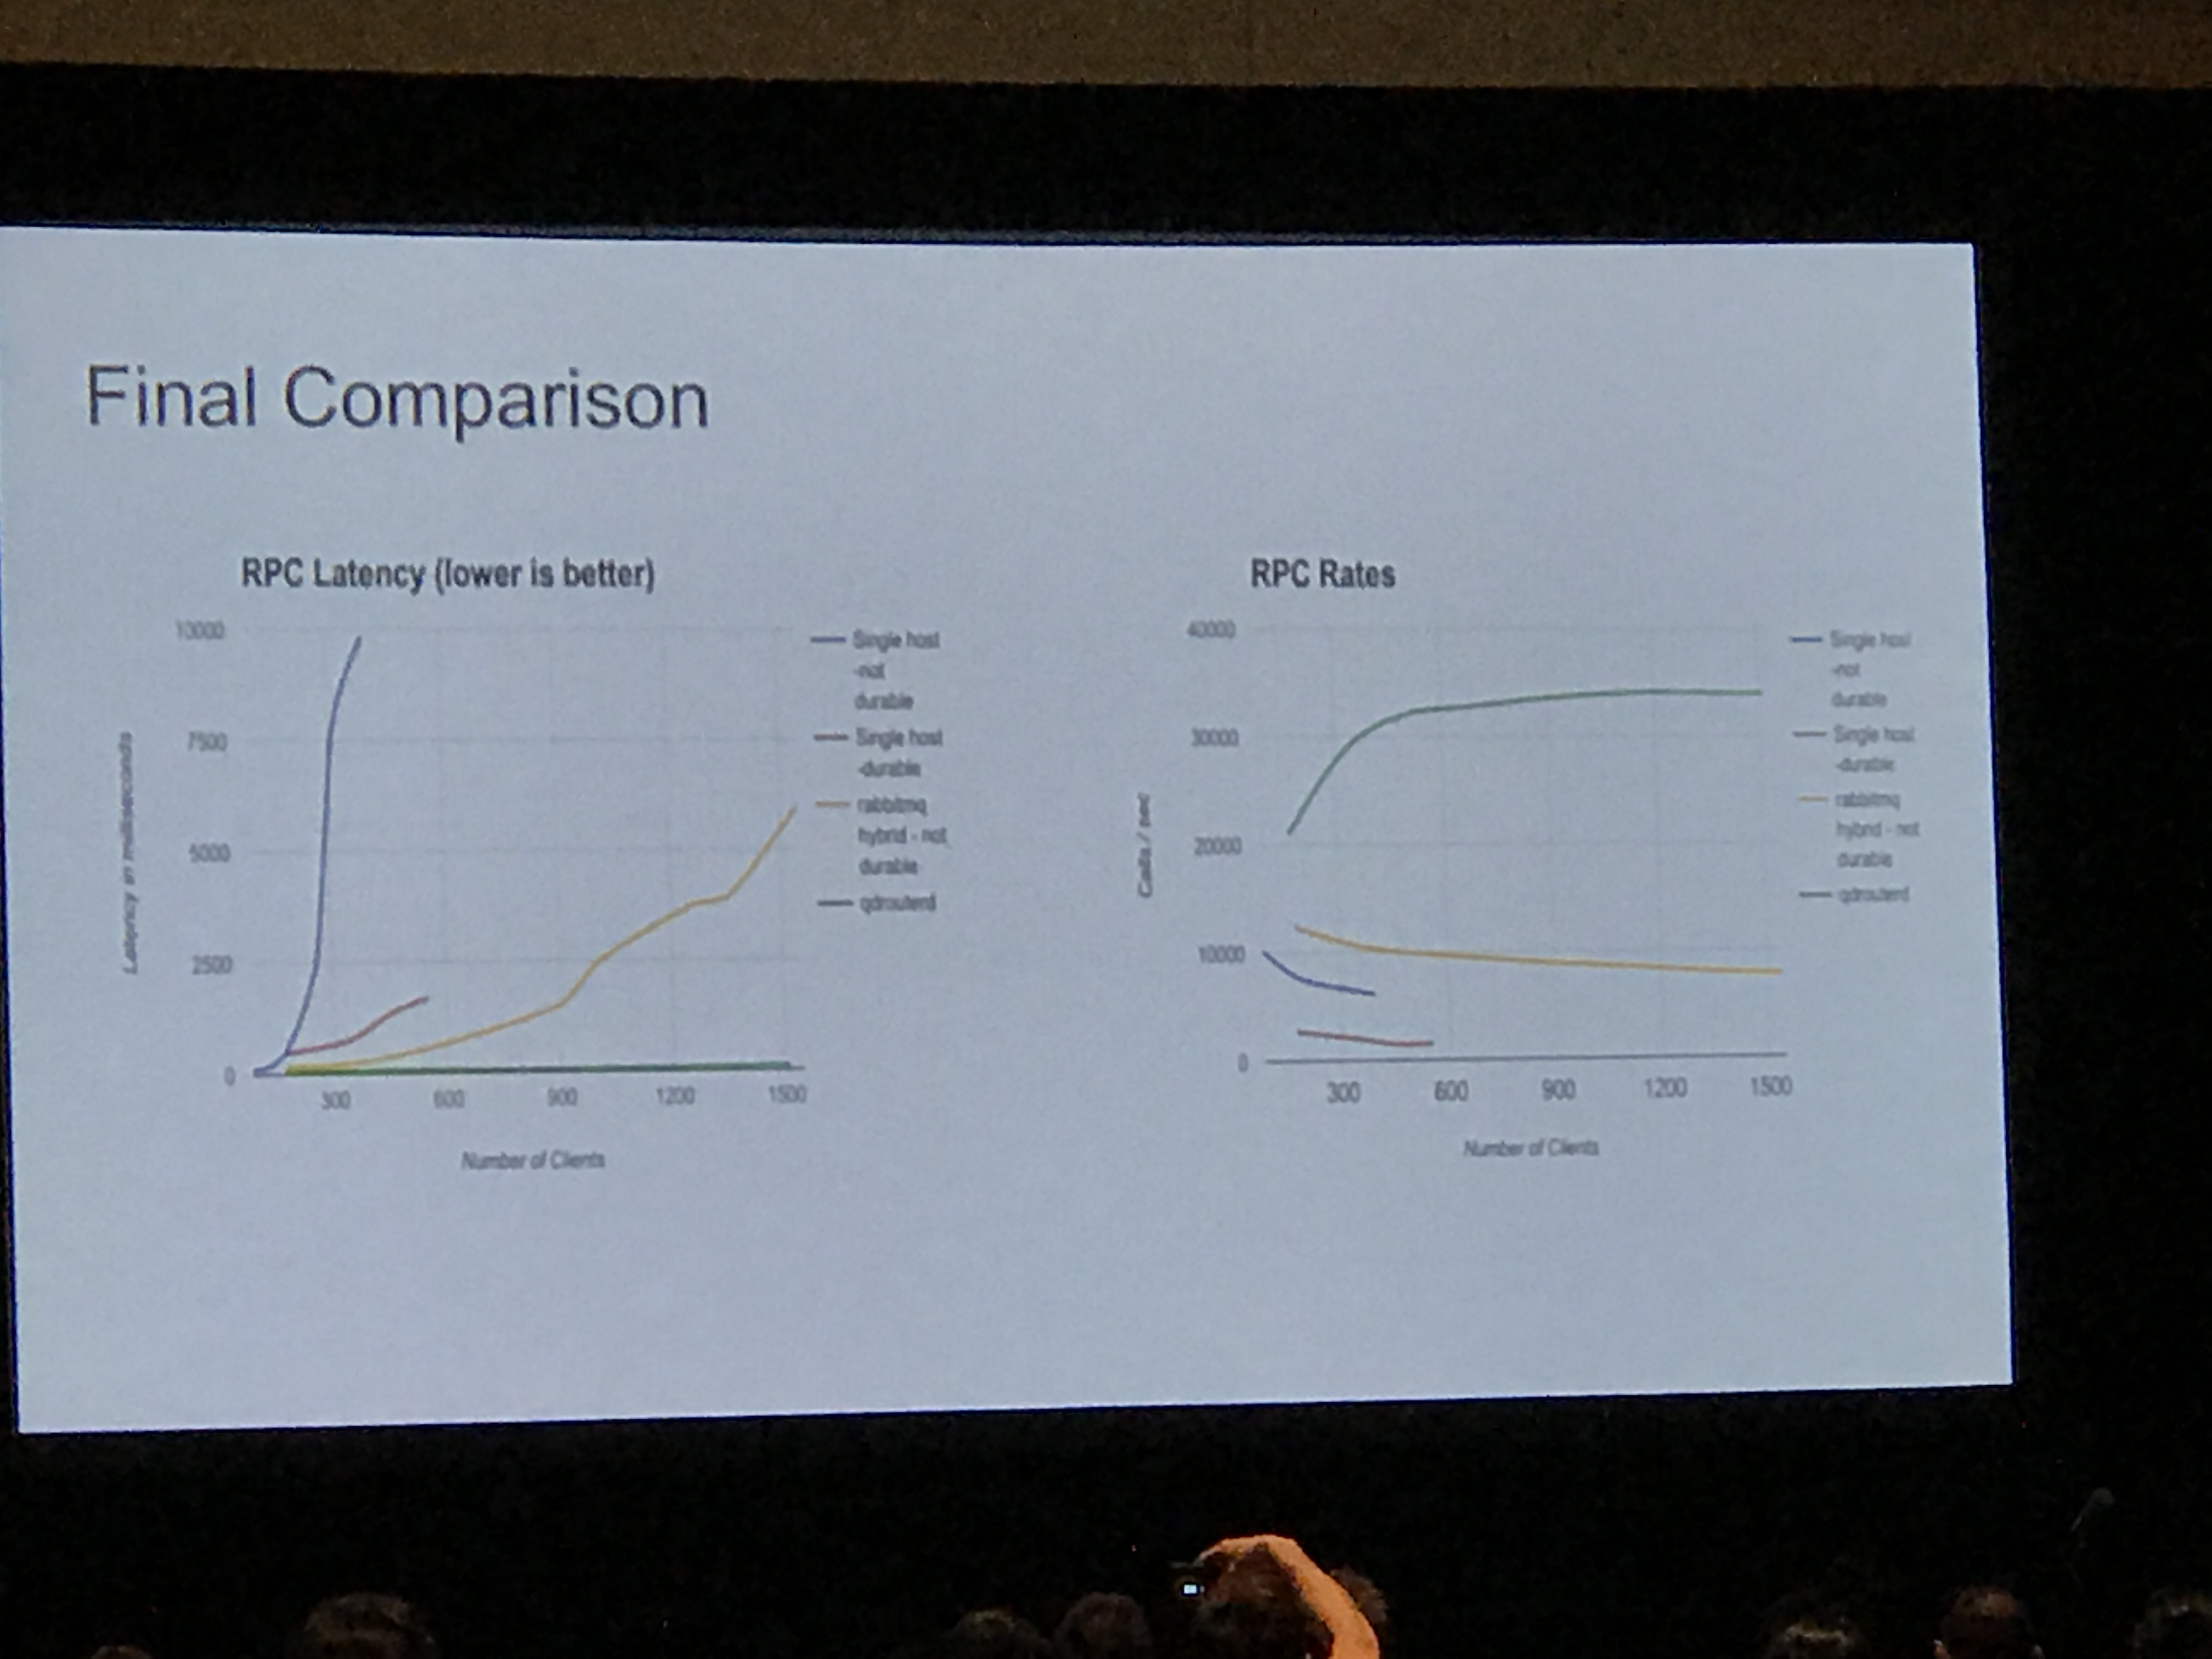 Final Comparison
RPC Latency (lower is better)
10000
7500
5000
2500
0
Latency in milliseconds
300
600
900
1200
1500
Number of Clients
Single host
-not
durable
Single host
-durable
rabbitmq
hybrid - not
durable
qdrouterd
RPC Rates
40000
30000
20000
10000
0
Calls / sec
300
600
900
1200
1500
Number of Clients
Single host
-not
durable
Single host
-durable
rabbitmq
hybrid - not
durable
qdrouterd